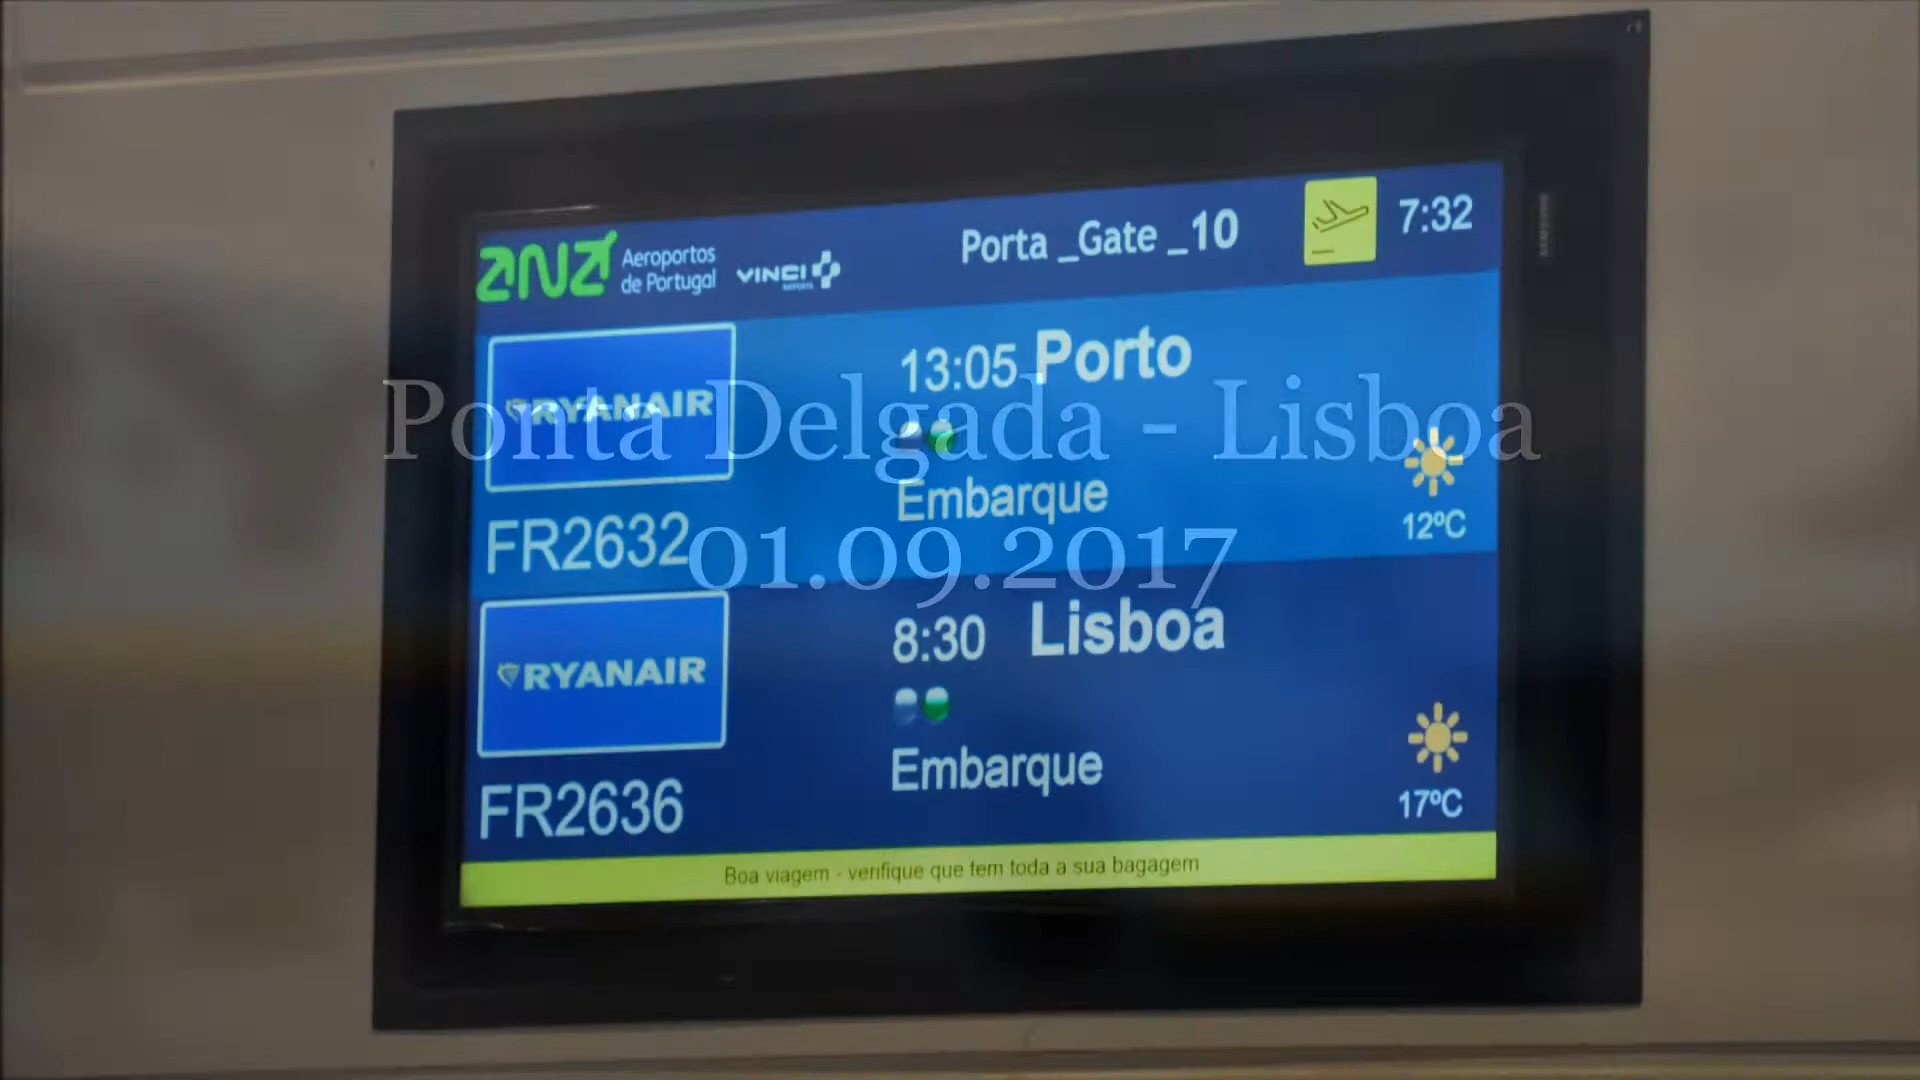 ana Aeroportos
de Portugal
VINCI
AIRPORTS
Porta _Gate _10
7:32
RYANAIR
13:05 Porto
Embarque
FR2632
12ºC
Ponta Delgada - Lisboa
01.09.2017
RYANAIR
8:30 Lisboa
Embarque
FR2636
17ºC
Boa viagem - verifique que tem toda a sua bagagem
SAMSUNG